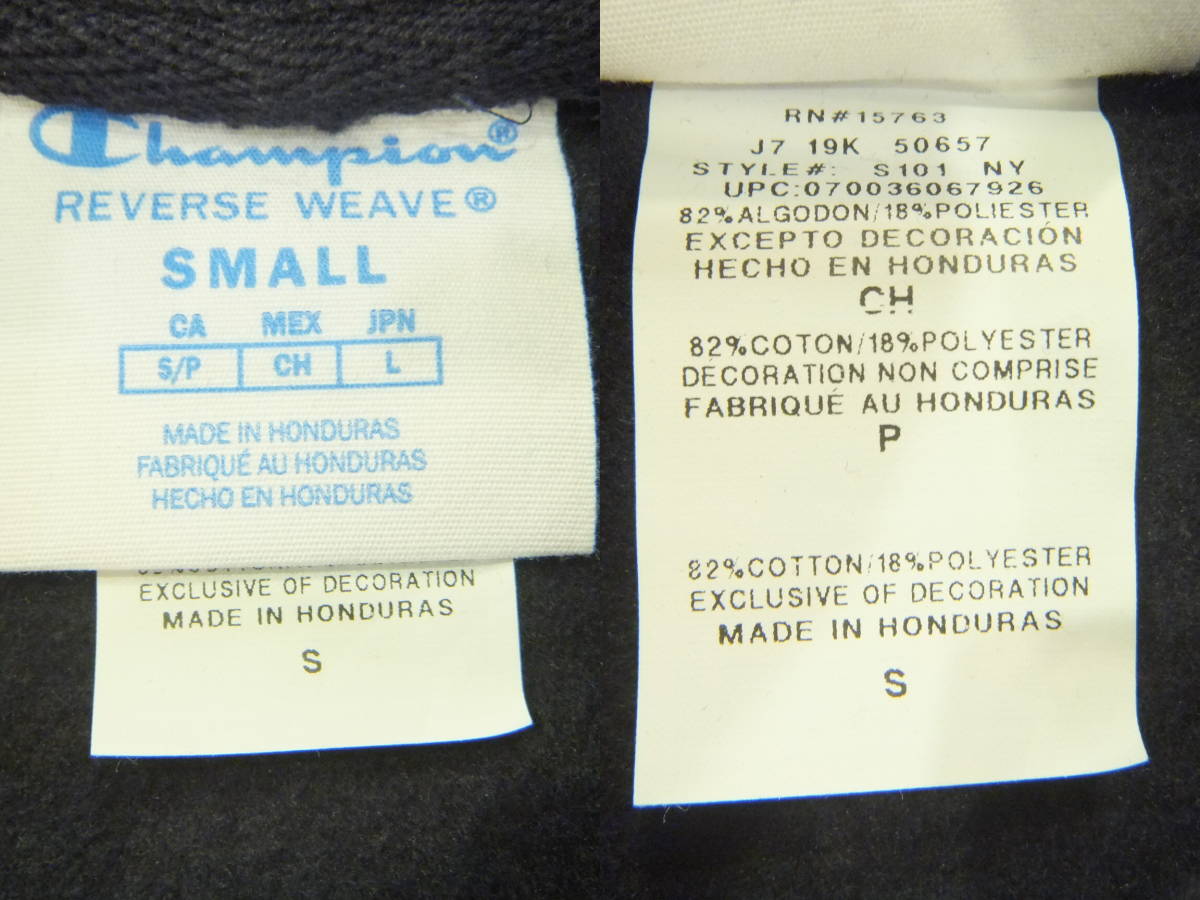 Champion®
REVERSE WEAVE®
SMALL
CA MEX JPN
S/P CH L
MADE IN HONDURAS
FABRIQUÉ AU HONDURAS
HECHO EN HONDURAS
EXCLUSIVE OF DECORATION
MADE IN HONDURAS
S
RN#15763
J7 19K 50657
STYLE#: S101 NY
UPC:070036067926
82%ALGODON/18%POLIESTER
EXCEPTO DECORACIÓN
HECHO EN HONDURAS
CH
82%COTON/18%POLYESTER
DÉCORATION NON COMPRISE
FABRIQUÉ AU HONDURAS
P
82%COTTON/18%POLYESTER
EXCLUSIVE OF DECORATION
MADE IN HONDURAS
S